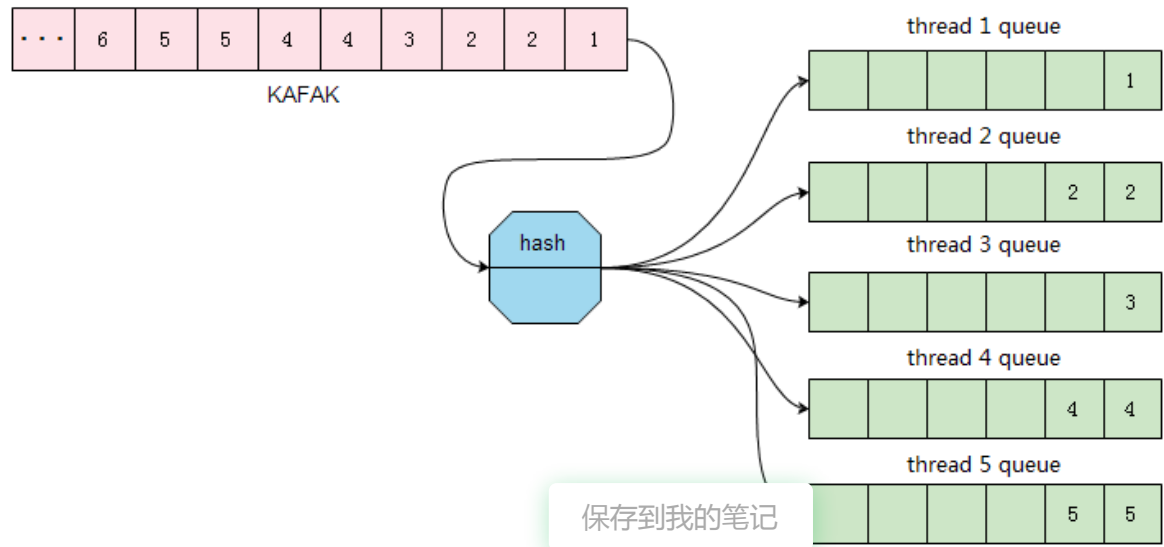 ··· 6 5 5 4 4 3 2 2 1
KAFAK
hash
thread 1 queue
1
thread 2 queue
2 2
thread 3 queue
3
thread 4 queue
4 4
thread 5 queue
5 5
保存到我的笔记